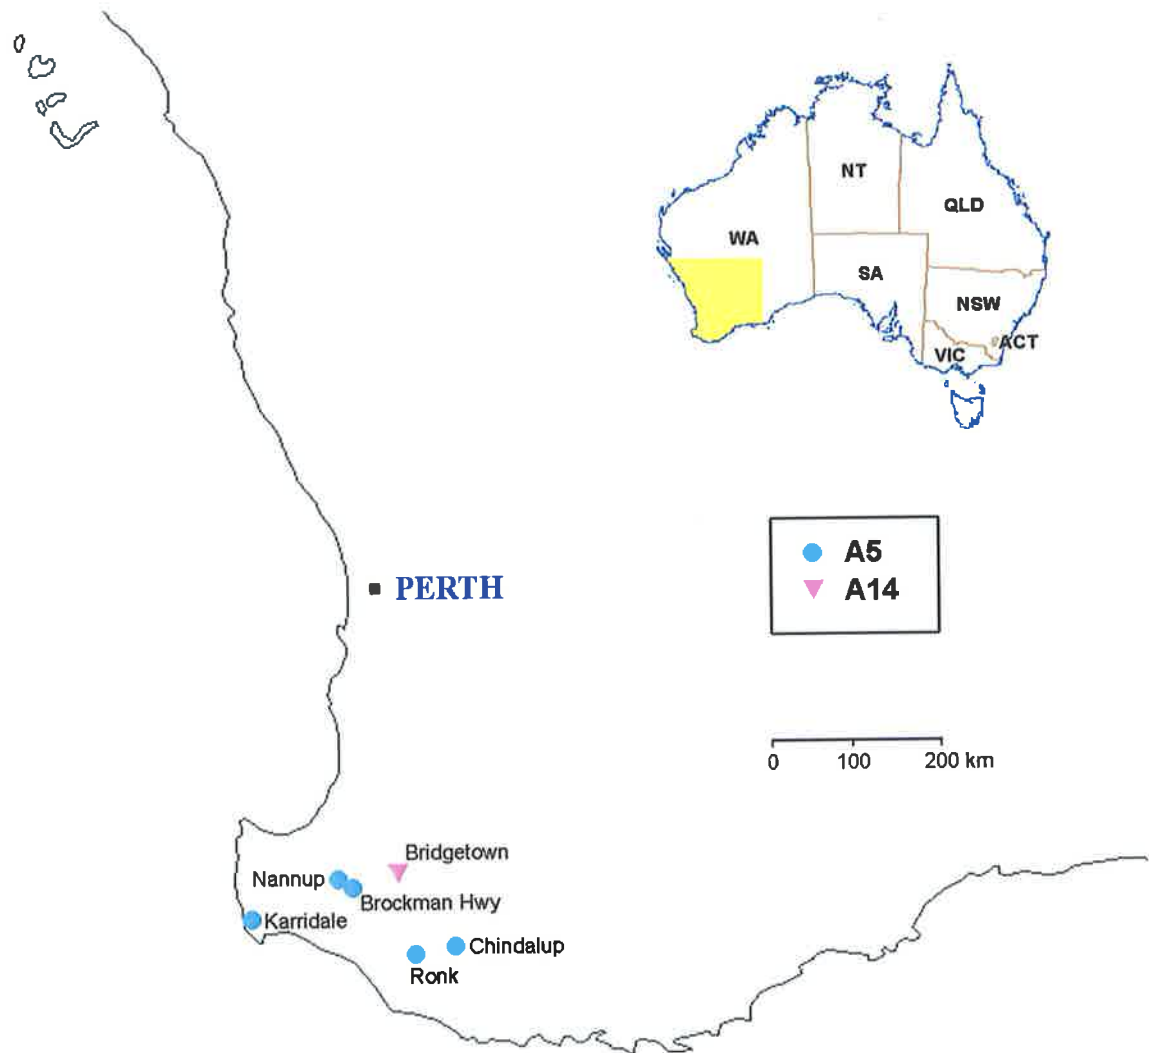 NT
QLD
WA
SA
NSW
ACT
VIC
A5
A14
PERTH
0 100 200 km
Bridgetown
Nannup
Brockman Hwy
Karridale
Chindalup
Ronk